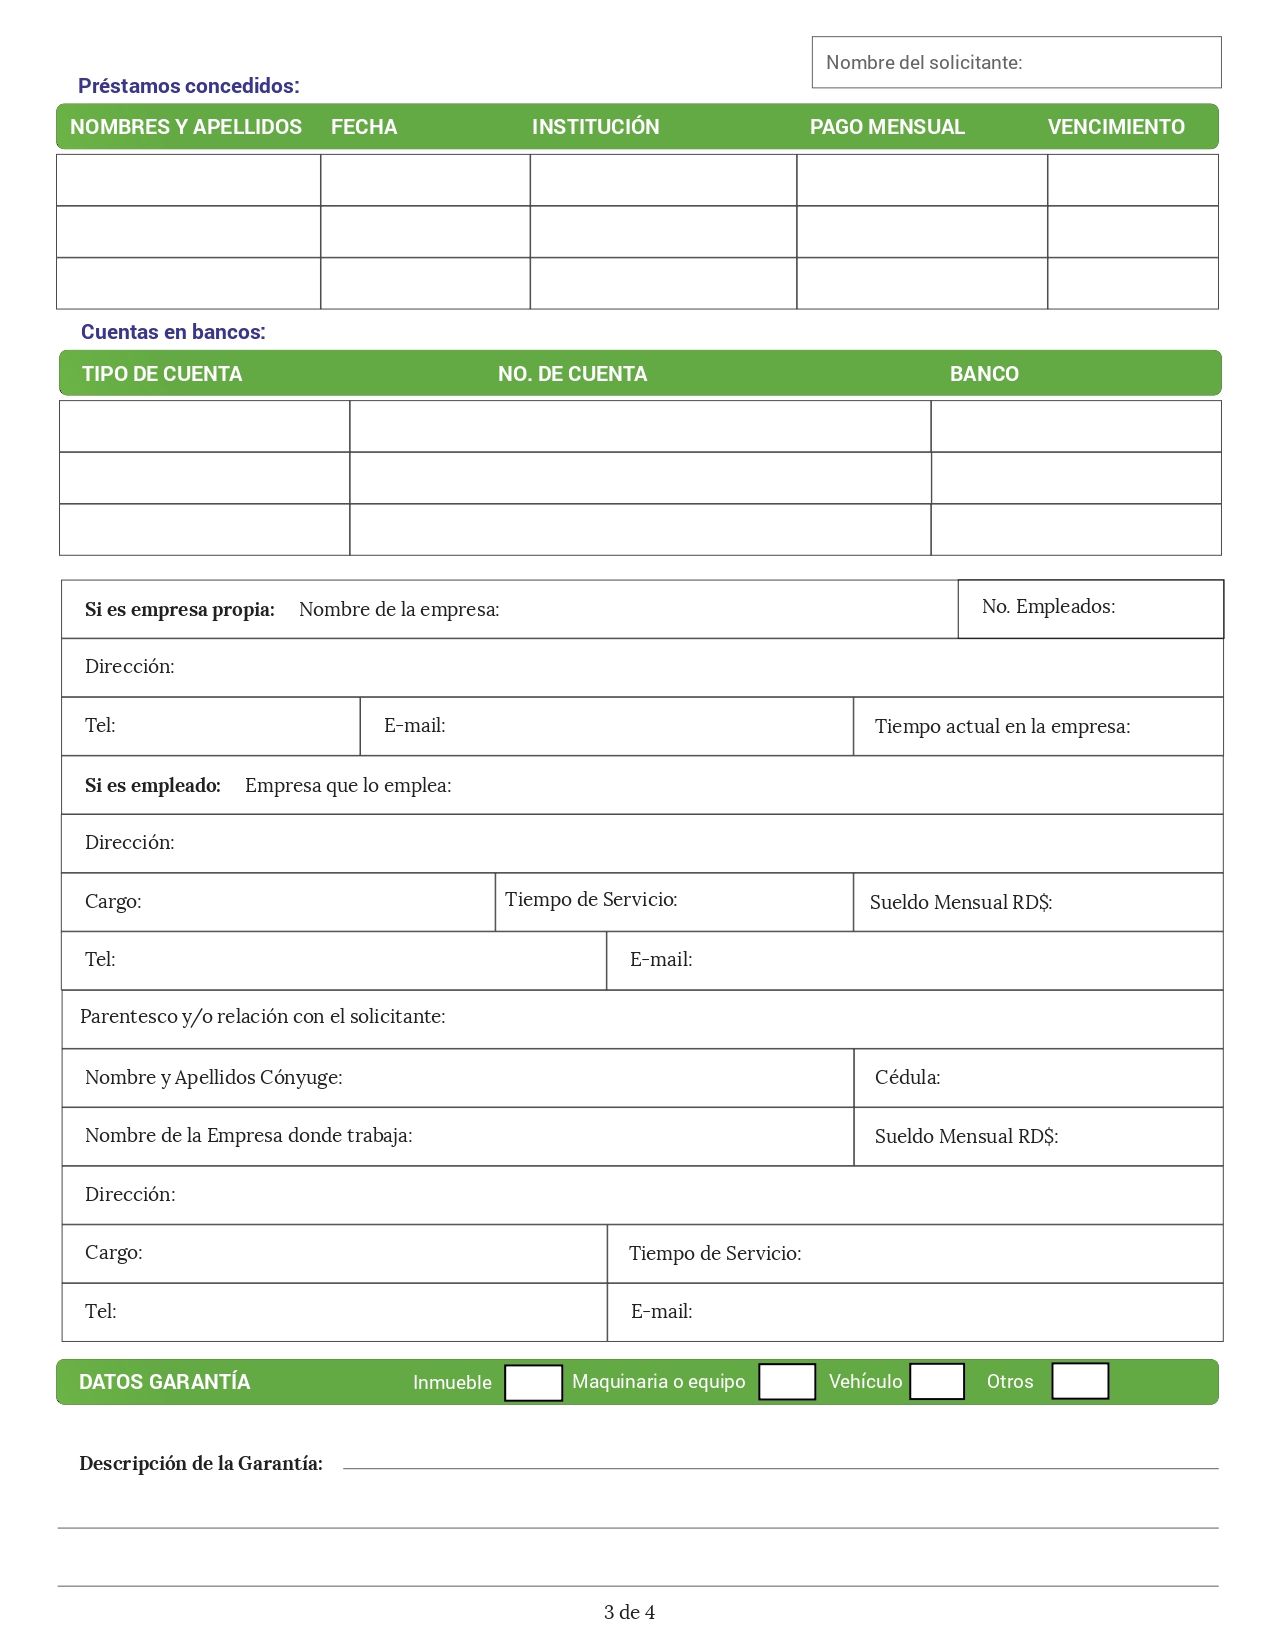 Nombre del solicitante:
Préstamos concedidos:
NOMBRES Y APELLIDOS FECHA INSTITUCIÓN PAGO MENSUAL VENCIMIENTO
Cuentas en bancos:
TIPO DE CUENTA NO. DE CUENTA BANCO
Si es empresa propia: Nombre de la empresa: No. Empleados:
Dirección:
Tel: E-mail: Tiempo actual en la empresa:
Si es empleado: Empresa que lo emplea:
Dirección:
Cargo: Tiempo de Servicio: Sueldo Mensual RD$:
Tel: E-mail:
Parentesco y/o relación con el solicitante:
Nombre y Apellidos Cónyuge: Cédula:
Nombre de la Empresa donde trabaja: Sueldo Mensual RD$:
Dirección:
Cargo: Tiempo de Servicio:
Tel: E-mail:
DATOS GARANTÍA Inmueble Maquinaria o equipo Vehículo Otros
Descripción de la Garantía:
3 de 4